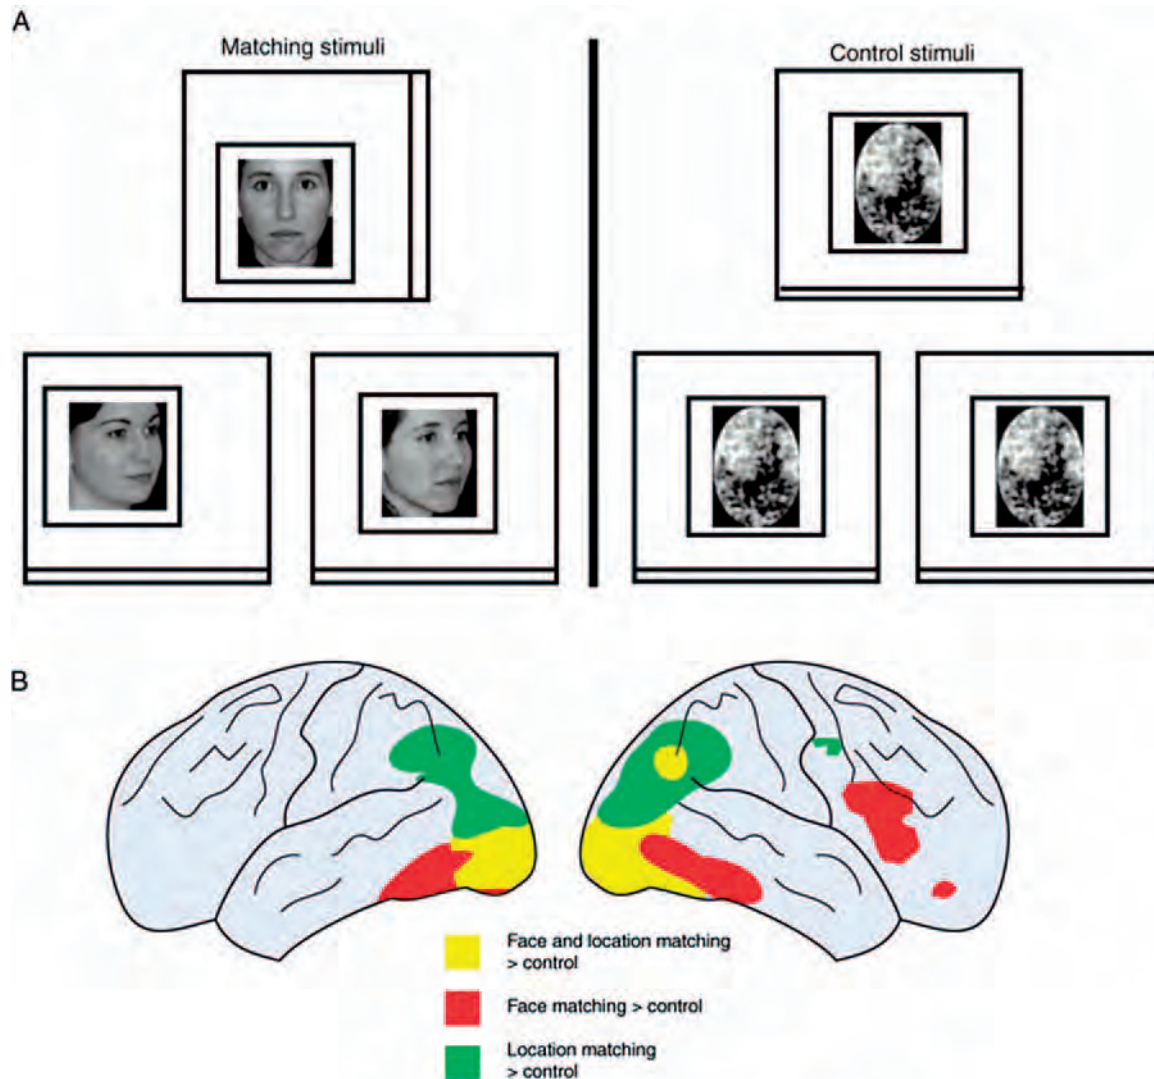 A
Matching stimuli
Control stimuli
B
Face and location matching
> control
Face matching > control
Location matching
> control